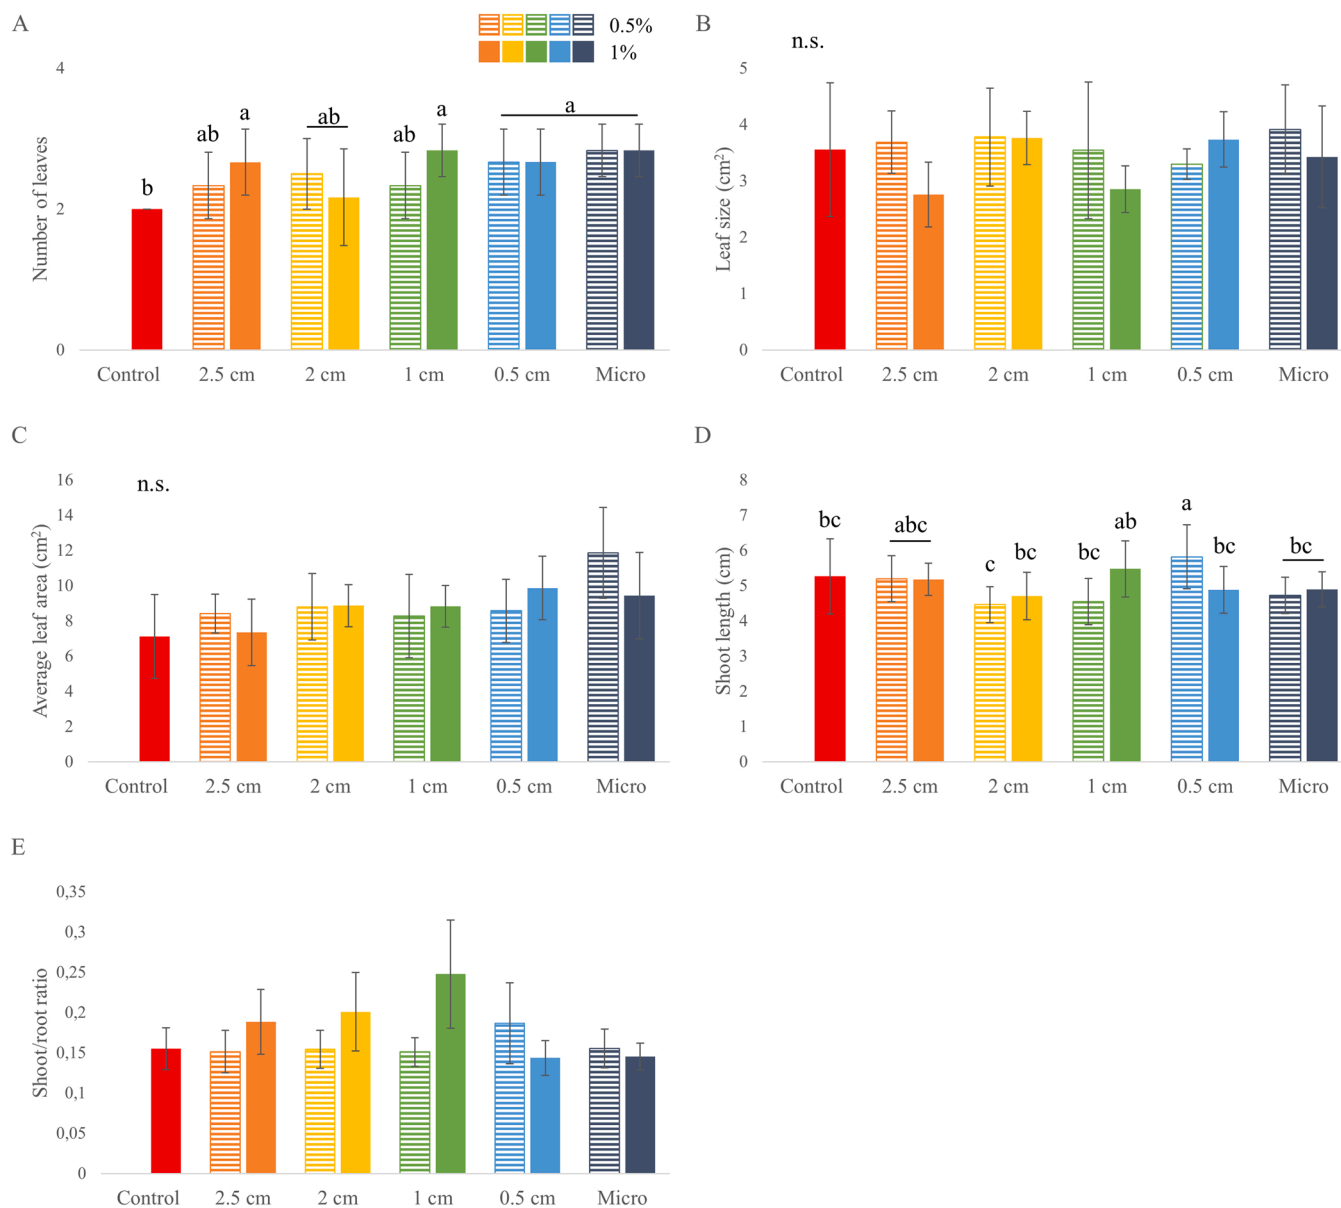 A
0.5%
1%
4
2
0
Number of leaves
b
ab
a
ab
ab
a
a
Control
2.5 cm
2 cm
1 cm
0.5 cm
Micro
B
n.s.
5
4
3
2
1
0
Leaf size (cm²)
Control
2.5 cm
2 cm
1 cm
0.5 cm
Micro
C
n.s.
16
14
12
10
8
6
4
2
0
Average leaf area (cm²)
Control
2.5 cm
2 cm
1 cm
0.5 cm
Micro
D
8
7
6
5
4
3
2
1
0
Shoot length (cm)
bc
abc
c
bc
bc
ab
a
bc
bc
Control
2.5 cm
2 cm
1 cm
0.5 cm
Micro
E
0,35
0,3
0,25
0,2
0,15
0,1
0,05
0
Shoot/root ratio
Control
2.5 cm
2 cm
1 cm
0.5 cm
Micro